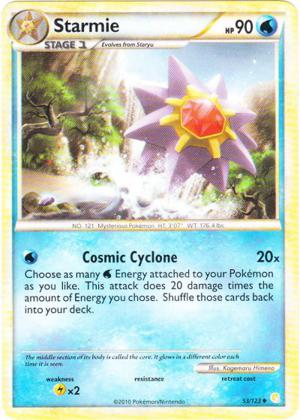 Starmie HP 90
STAGE 1 Evolves from Staryu
NO. 121 Mysterious Pokémon HT: 3'07" WT: 176.4 lbs.
Cosmic Cyclone 20x
Choose as many Energy attached to your Pokémon
as you like. This attack does 20 damage times the
amount of Energy you chose. Shuffle those cards back
into your deck.
Illus. Kagemaru Himeno
The middle section of its body is called the core. It glows in a different color each
time it is seen.
53/123
weakness resistance retreat cost
x2
©2010 Pokémon/Nintendo